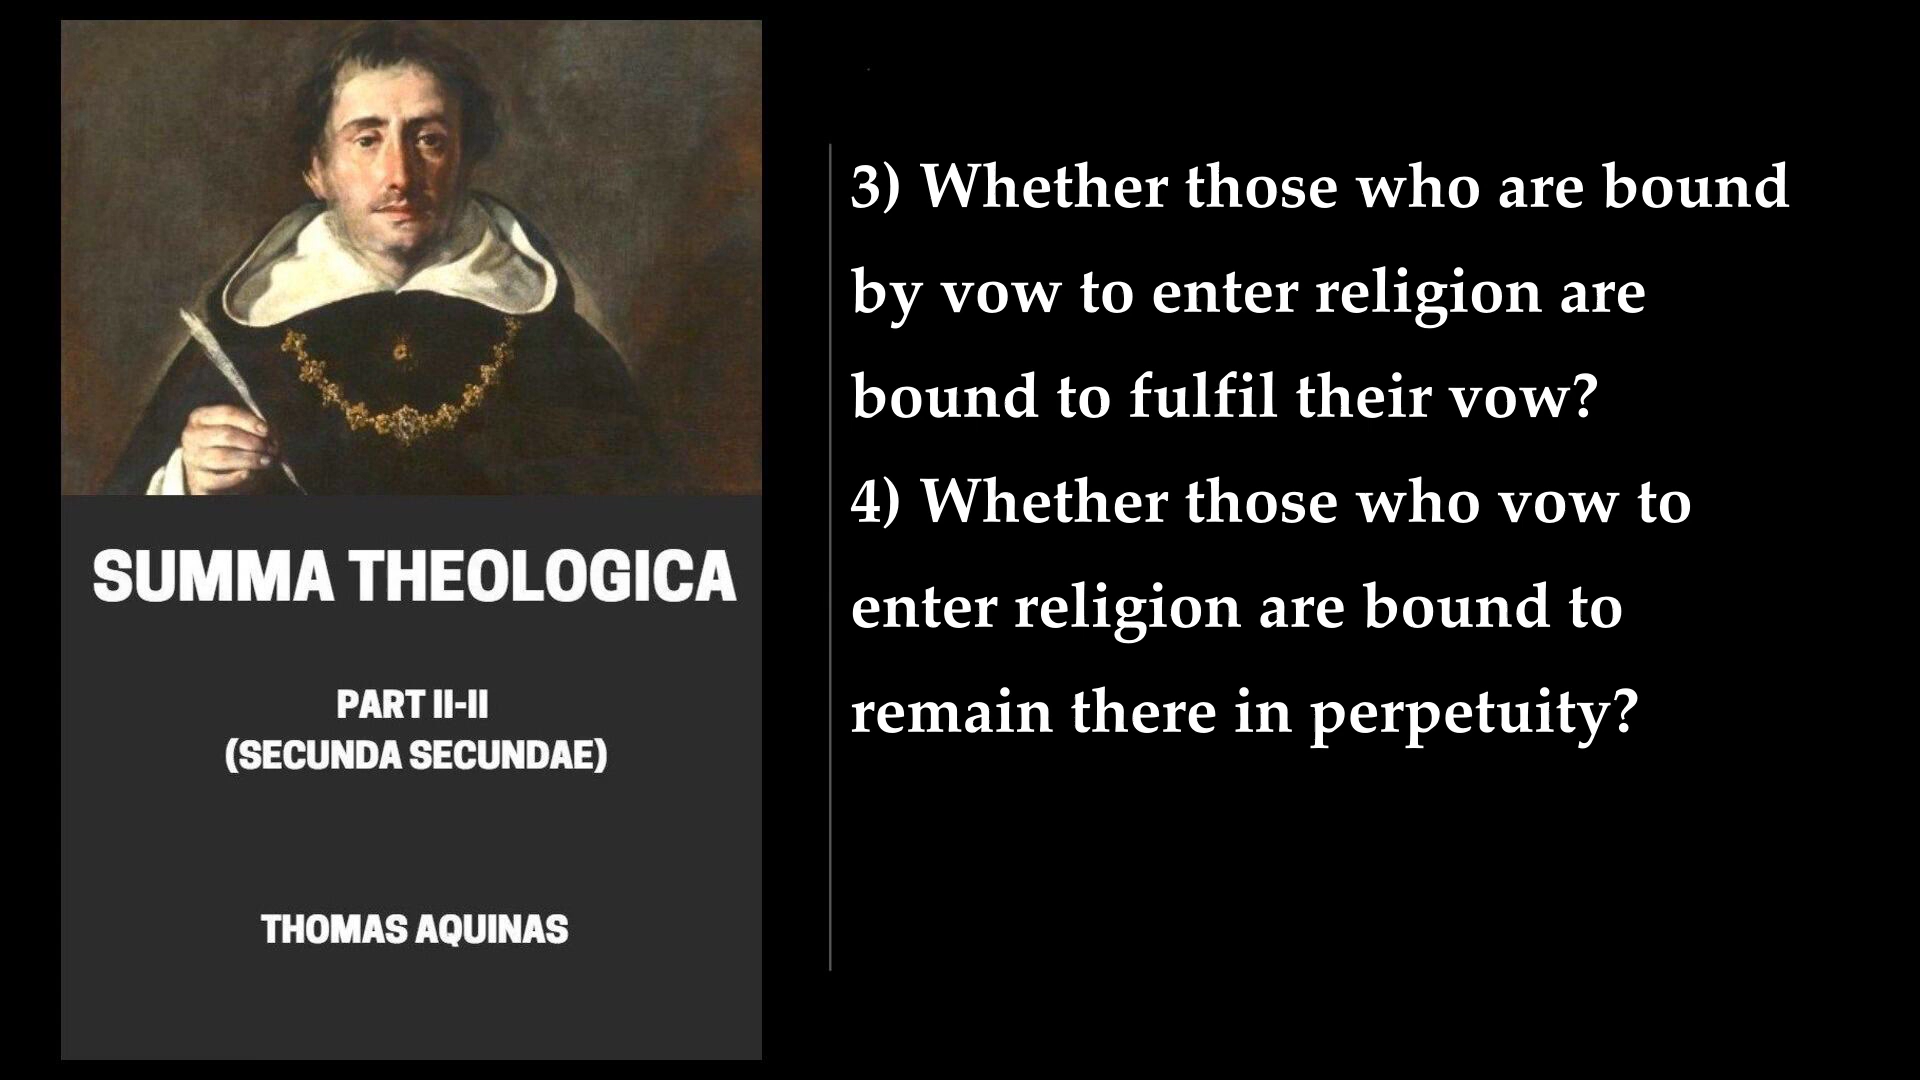 SUMMA THEOLOGICA
PART II-II
(SECUNDA SECUNDAE)
THOMAS AQUINAS
3) Whether those who are bound
by vow to enter religion are
bound to fulfil their vow?
4) Whether those who vow to
enter religion are bound to
remain there in perpetuity?